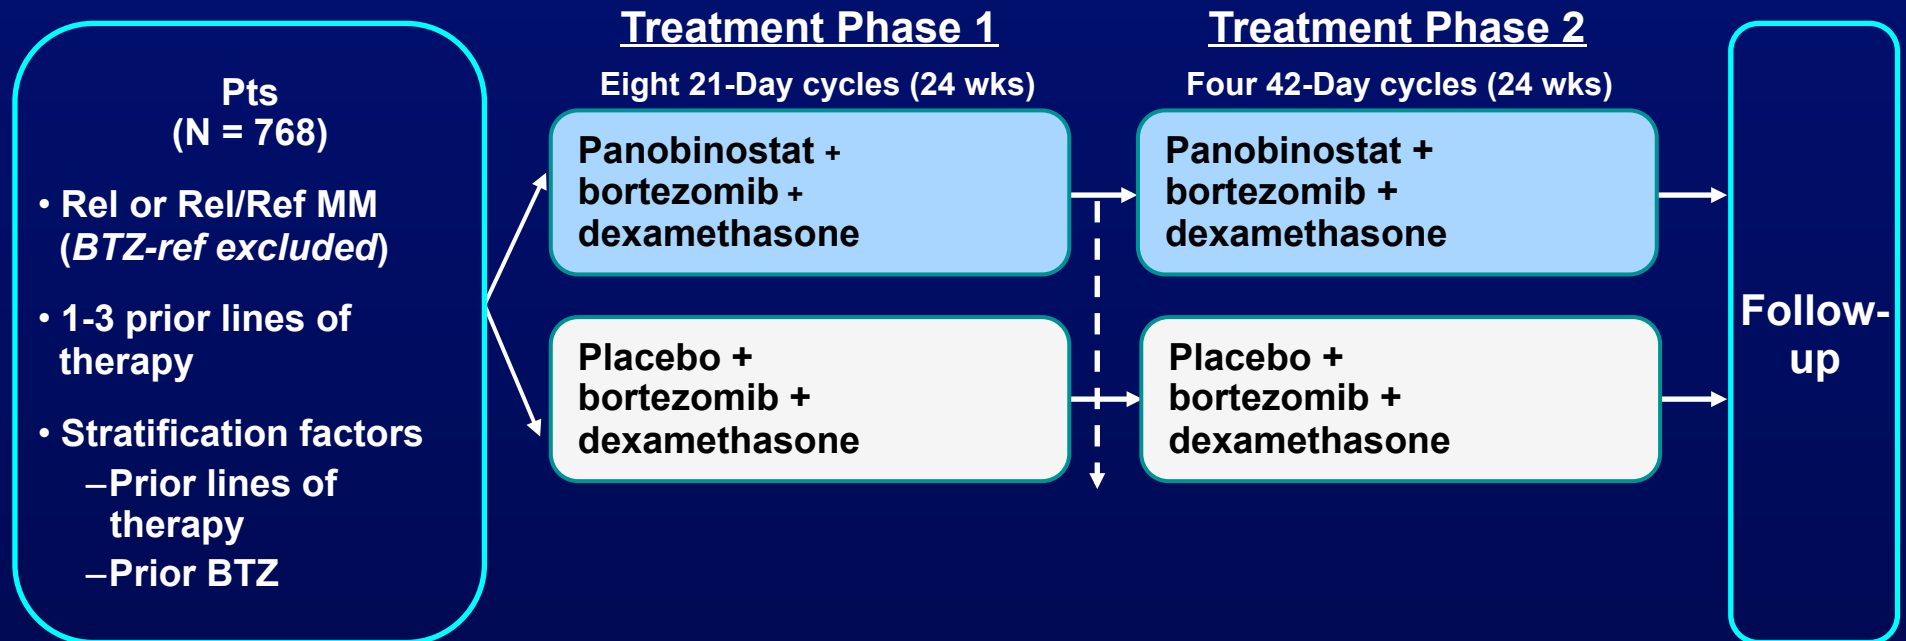 Pts
(N = 768)
• Rel or Rel/Ref MM
(BTZ-ref excluded)
• 1-3 prior lines of
therapy
• Stratification factors
–Prior lines of
therapy
–Prior BTZ
Treatment Phase 1
Eight 21-Day cycles (24 wks)
Panobinostat +
bortezomib +
dexamethasone
Placebo +
bortezomib +
dexamethasone
Treatment Phase 2
Four 42-Day cycles (24 wks)
Panobinostat +
bortezomib +
dexamethasone
Placebo +
bortezomib +
dexamethasone
Follow-
up